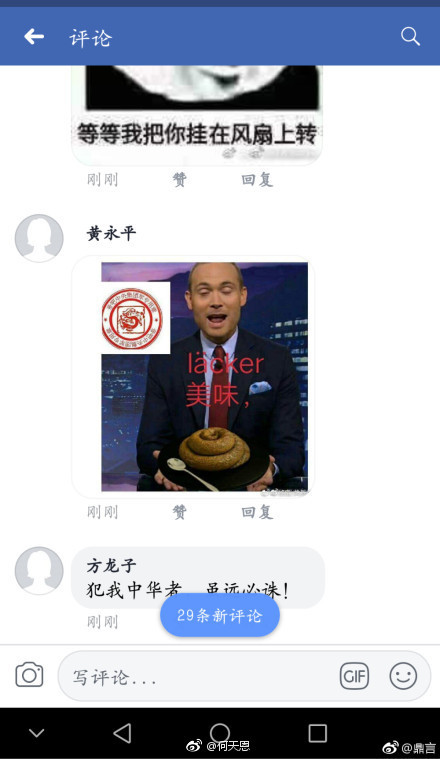 评论
等等我把你挂在风扇上转
刚刚 赞 回复
黄永平
läcker
美味，
刚刚 赞 回复
方龙子
犯我中华者 虽远必诛！
刚刚
29条新评论
写评论...
GIF
@何天恩
@鼎言